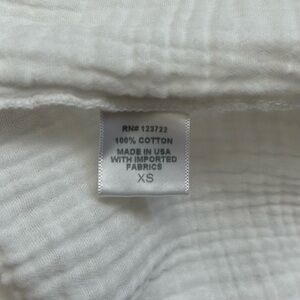 RN# 123722
100% COTTON
MADE IN USA
WITH IMPORTED
FABRICS
XS